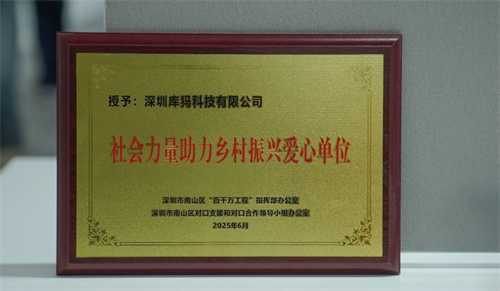 授予：深圳库犸科技有限公司
社会力量助力乡村振兴爱心单位
深圳市南山区“百千万工程”指挥部办公室
深圳市南山区对口支援和对口合作领导小组办公室
2025年6月